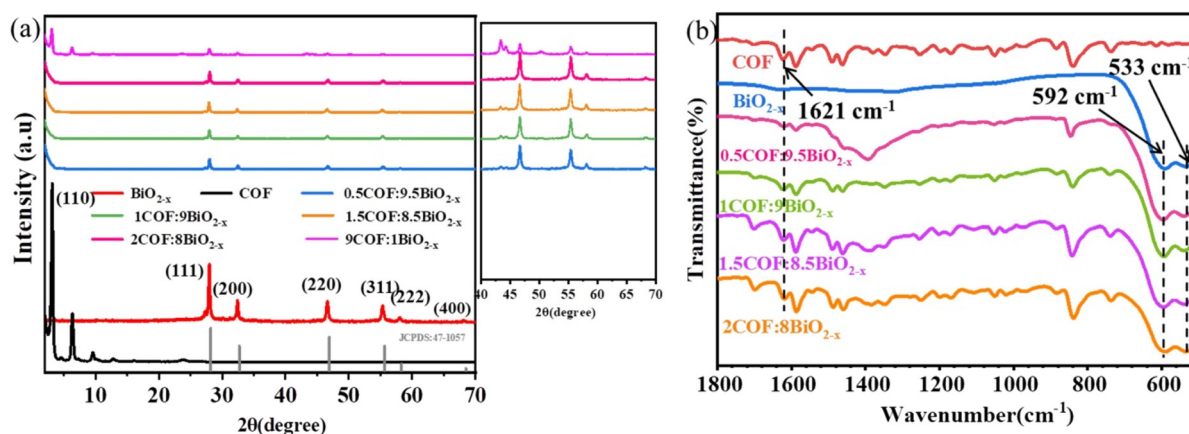 (a)
Intensity (a.u)
(110)
BiO₂₋ₓ
COF
0.5COF:9.5BiO₂₋ₓ
1COF:9BiO₂₋ₓ
1.5COF:8.5BiO₂₋ₓ
2COF:8BiO₂₋ₓ
9COF:1BiO₂₋ₓ
(111)
(200)
(220)
(311)
(222)
(400)
JCPDS:47-1057
10 20 30 40 50 60 70
2θ(degree)
40 45 50 55 60 65 70
2θ(degree)
(b)
Transmittance(%)
COF
BiO₂₋ₓ
1621 cm⁻¹
592 cm⁻¹
533 cm⁻¹
0.5COF:9.5BiO₂₋ₓ
1COF:9BiO₂₋ₓ
1.5COF:8.5BiO₂₋ₓ
2COF:8BiO₂₋ₓ
1800 1600 1400 1200 1000 800 600
Wavenumber(cm⁻¹)